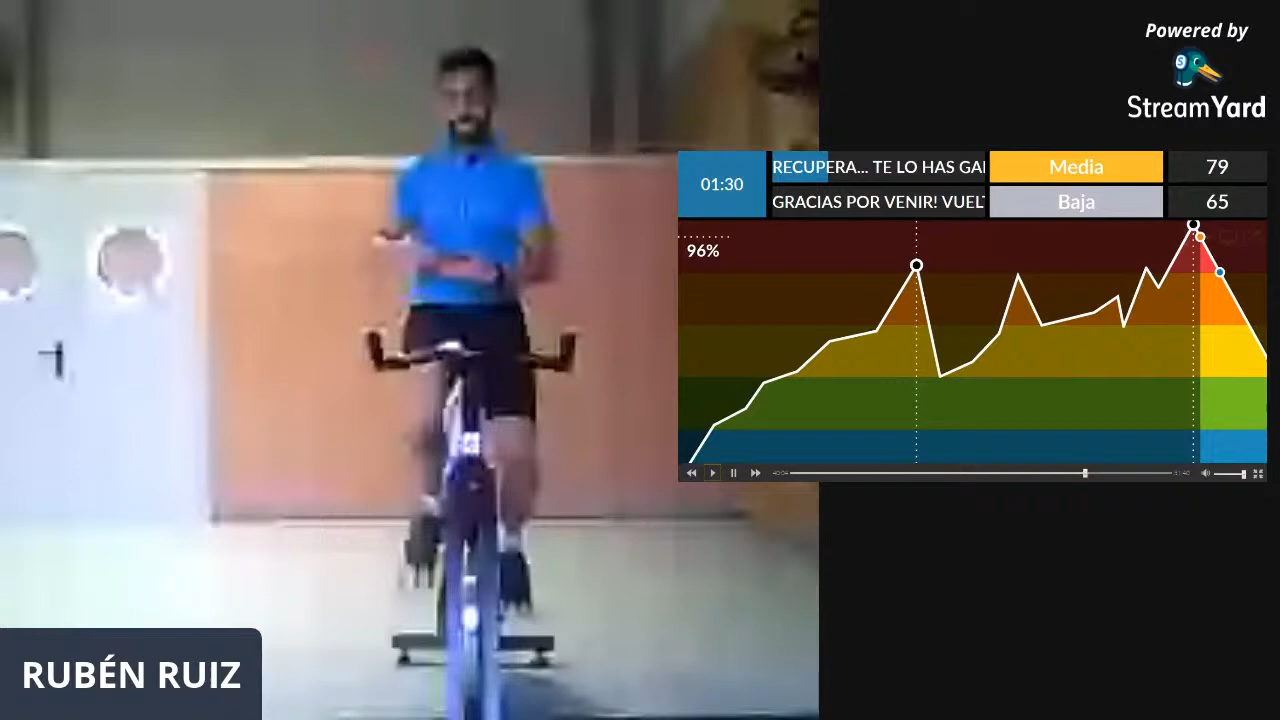 Powered by
StreamYard
01:30
RECUPERA... TE LO HAS GA
Media
79
GRACIAS POR VENIR! VUEL
Baja
65
96%
RUBÉN RUIZ